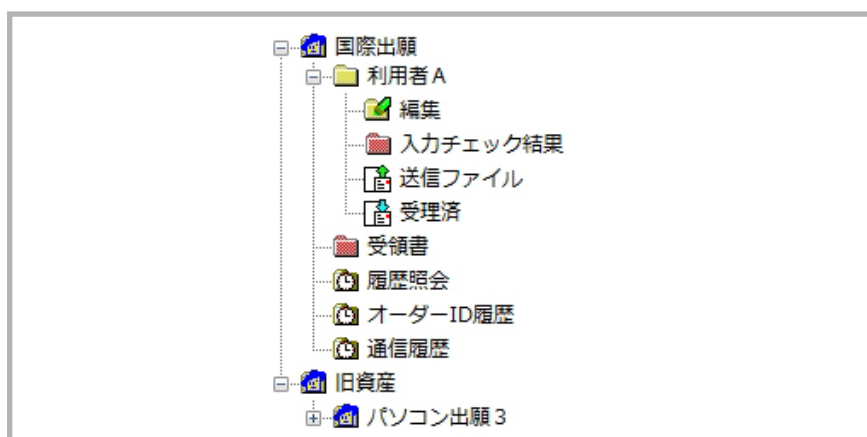 国際出願
利用者A
編集
入力チェック結果
送信ファイル
受理済
受領書
履歴照会
オーダーID履歴
通信履歴
旧資産
パソコン出願3